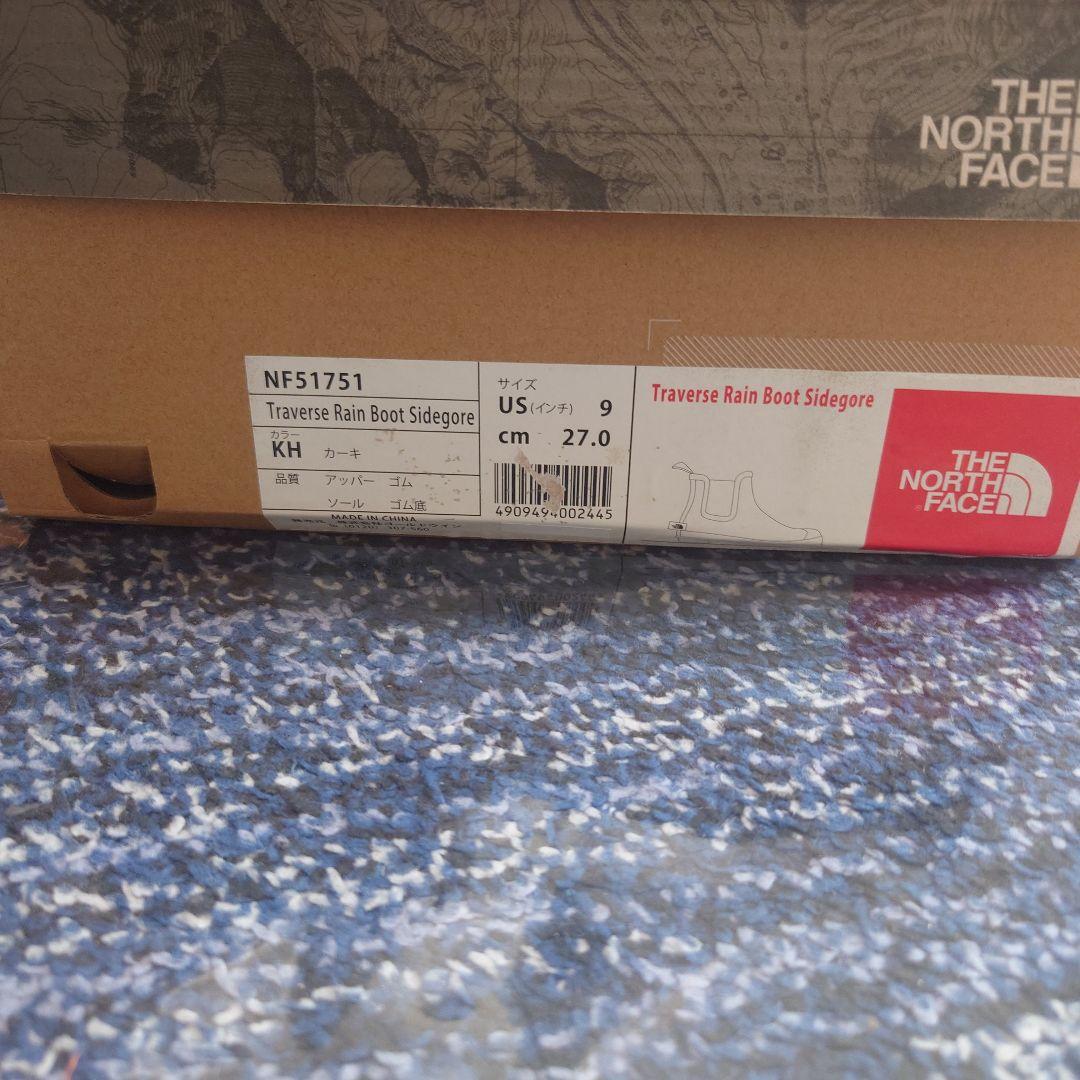 THE
NORTH
FACE
NF51751
Traverse Rain Boot Sidegore
カラー
KH カーキ
品質 アッパー ゴム
ソール ゴム底
MADE IN CHINA
サイズ
US (インチ) 9
cm 27.0
4909494002445
Traverse Rain Boot Sidegore
THE
NORTH
FACE